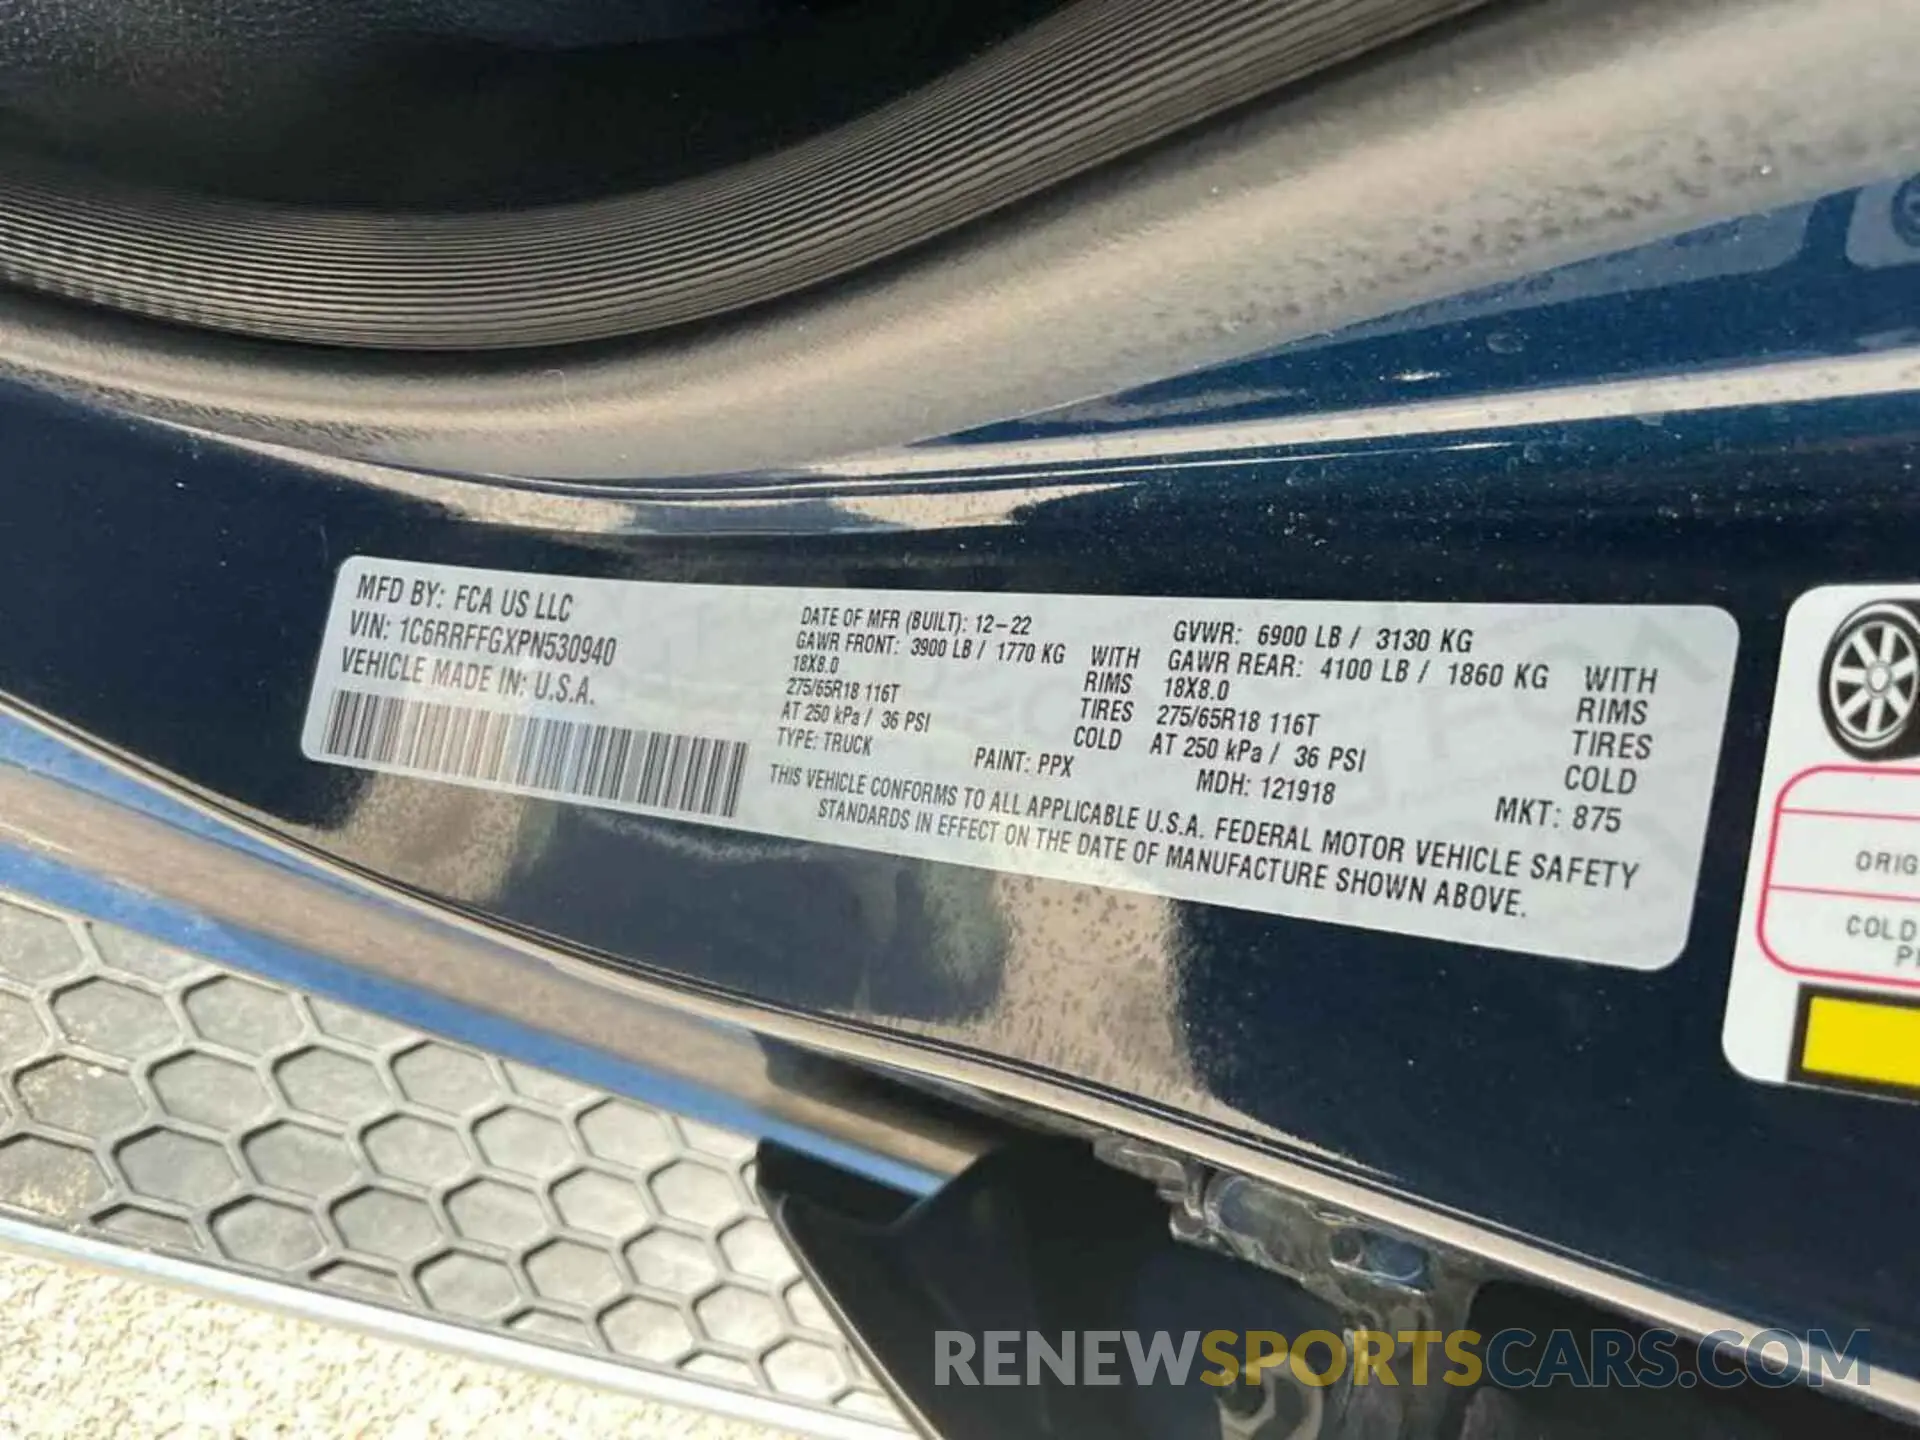 MFD BY: FCA US LLC
VIN: 1C6RRFFGXPN530940
VEHICLE MADE IN: U.S.A.
DATE OF MFR (BUILT): 12-22
GAWR FRONT: 3900 LB / 1770 KG WITH
18X8.0 RIMS
275/65R18 116T TIRES
AT 250 kPa / 36 PSI COLD
TYPE: TRUCK
PAINT: PPX
GVWR: 6900 LB / 3130 KG
GAWR REAR: 4100 LB / 1860 KG WITH
18X8.0 RIMS
275/65R18 116T TIRES
AT 250 kPa / 36 PSI COLD
MDH: 121918
MKT: 875
THIS VEHICLE CONFORMS TO ALL APPLICABLE U.S.A. FEDERAL MOTOR VEHICLE SAFETY
STANDARDS IN EFFECT ON THE DATE OF MANUFACTURE SHOWN ABOVE.
ORIG
COLD
RENEWSPORTSCARS.COM